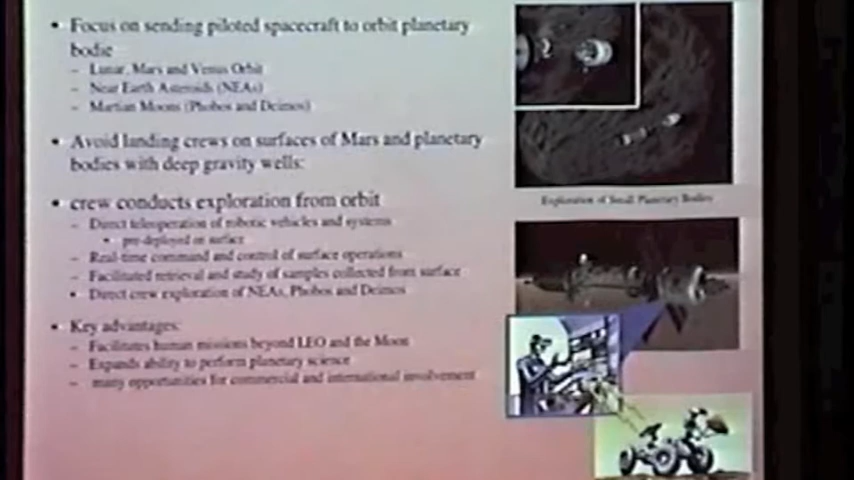 • Focus on sending piloted spacecraft to orbit planetary
bodie
– Lunar, Mars and Venus Orbit
– Near Earth Asteroids (NEAs)
– Martian Moons (Phobos and Deimos)
• Avoid landing crews on surfaces of Mars and planetary
bodies with deep gravity wells:
• crew conducts exploration from orbit
– Direct teleoperation of robotic vehicles and systems
• pre-deployed on surface
– Real-time command and control of surface operations
– Facilitated retrieval and study of samples collected from surface
• Direct crew exploration of NEAs, Phobos and Deimos
• Key advantages:
– Facilitates human missions beyond LEO and the Moon
– Expands ability to perform planetary science
– many opportunities for commercial and international involvement
Exploration of Small Planetary Bodies